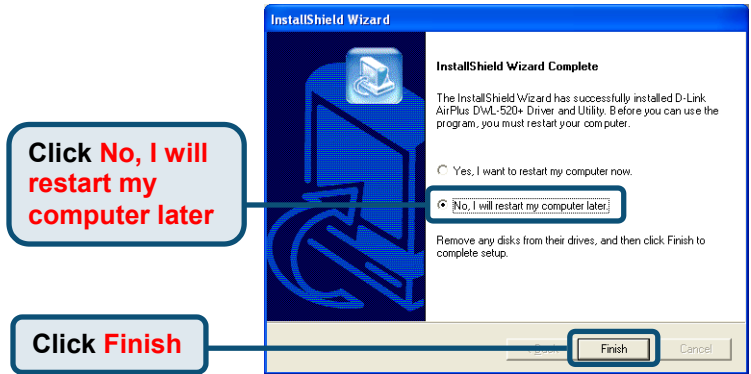 InstallShield Wizard
InstallShield Wizard Complete
The InstallShield Wizard has successfully installed D-Link
AirPlus DWL-520+ Driver and Utility. Before you can use the
program, you must restart your computer.
Yes, I want to restart my computer now.
No, I will restart my computer later.
Remove any disks from their drives, and then click Finish to
complete setup.
Finish
Cancel
Click No, I will
restart my
computer later
Click Finish